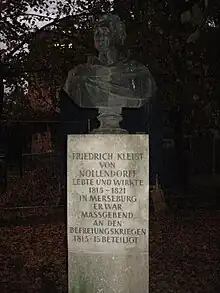 FRIEDRICH KLEIST
VON
NOLLENDORFF
LEBTE UND WIRKTE
1815-1821
IN MERSEBURG
ER WAR
MASSGEBEND
AN DEN
BEFREIUNGSKRIEGEN
1813-15 BETEILIGT